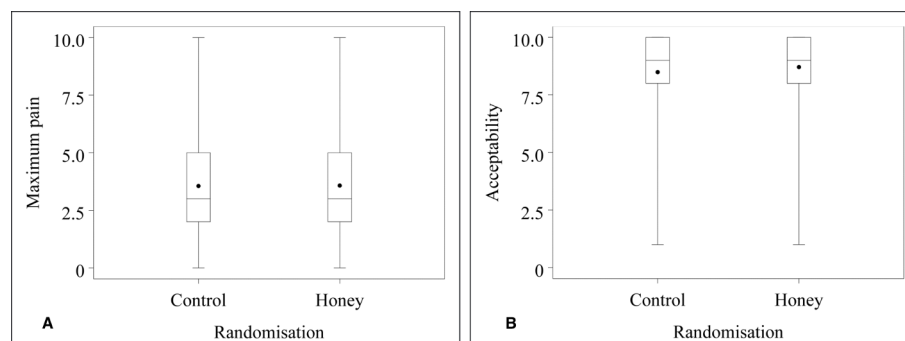 10.0
7.5
5.0
2.5
0
Maximum pain
Control Honey
Randomisation
A
10.0
7.5
5.0
2.5
0
Acceptability
Control Honey
Randomisation
B